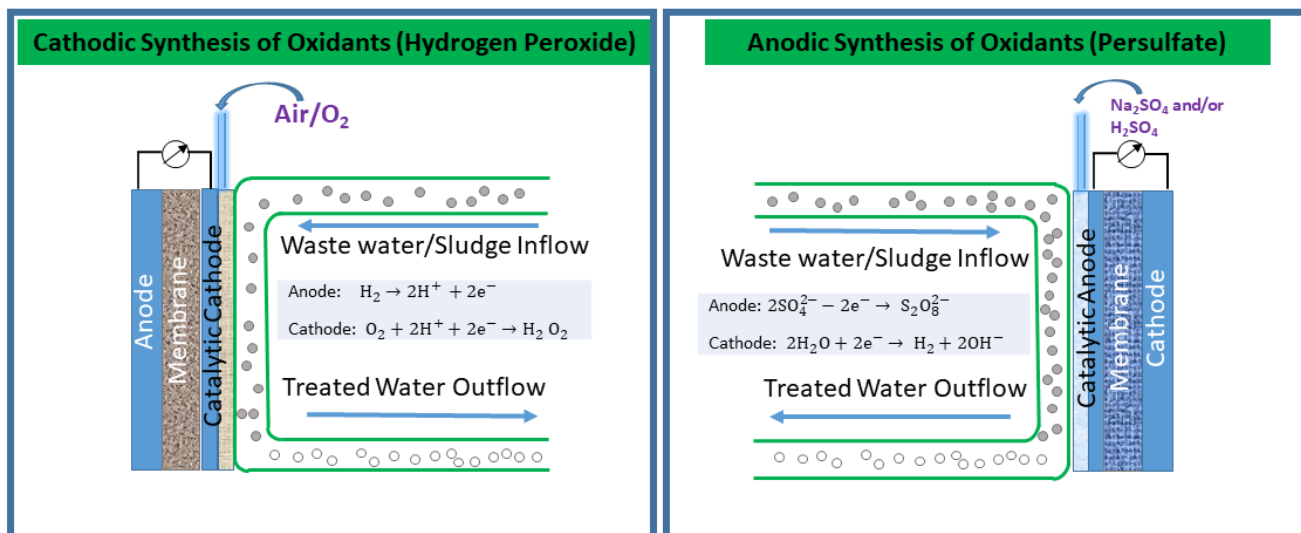 Cathodic Synthesis of Oxidants (Hydrogen Peroxide)
Air/O₂
Anode
Membrane
Catalytic Cathode
Waste water/Sludge Inflow
Anode: H₂ → 2H⁺ + 2e⁻
Cathode: O₂ + 2H⁺ + 2e⁻ → H₂ O₂
Treated Water Outflow
Anodic Synthesis of Oxidants (Persulfate)
Na₂SO₄ and/or
H₂SO₄
Waste water/Sludge Inflow
Anode: 2SO₄²⁻ − 2e⁻ → S₂O₈²⁻
Cathode: 2H₂O + 2e⁻ → H₂ + 2OH⁻
Treated Water Outflow
Catalytic Anode
Membrane
Cathode